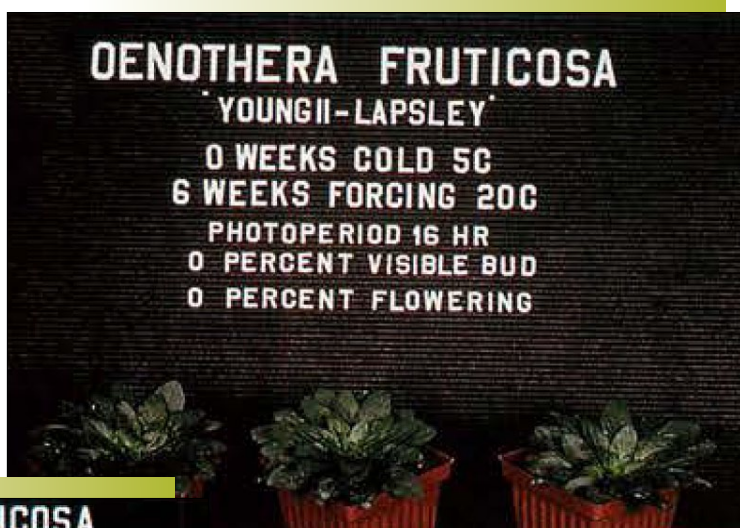 OENOTHERA FRUTICOSA
'YOUNGII-LAPSLEY'
0 WEEKS COLD 5C
6 WEEKS FORCING 20C
PHOTOPERIOD 16 HR
0 PERCENT VISIBLE BUD
0 PERCENT FLOWERING
ICOSA